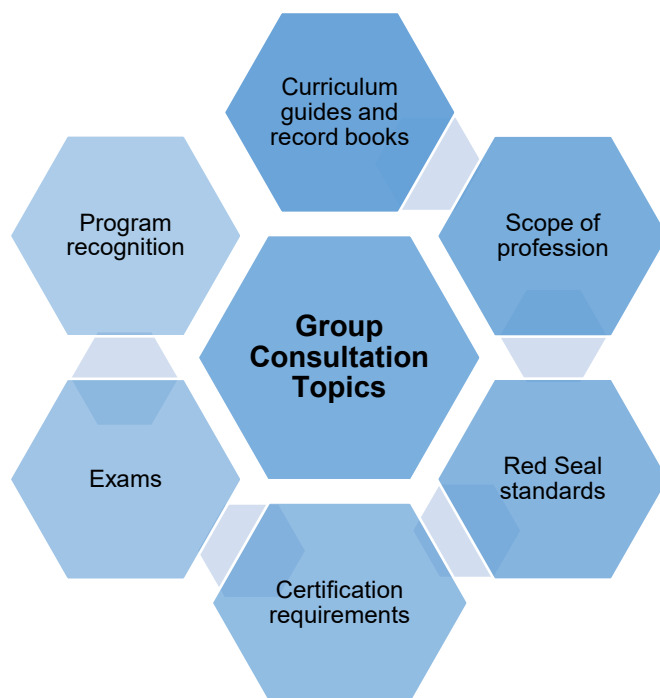 Curriculum
guides and
record books
Scope of
profession
Red Seal
standards
Certification
requirements
Exams
Program
recognition
Group
Consultation
Topics